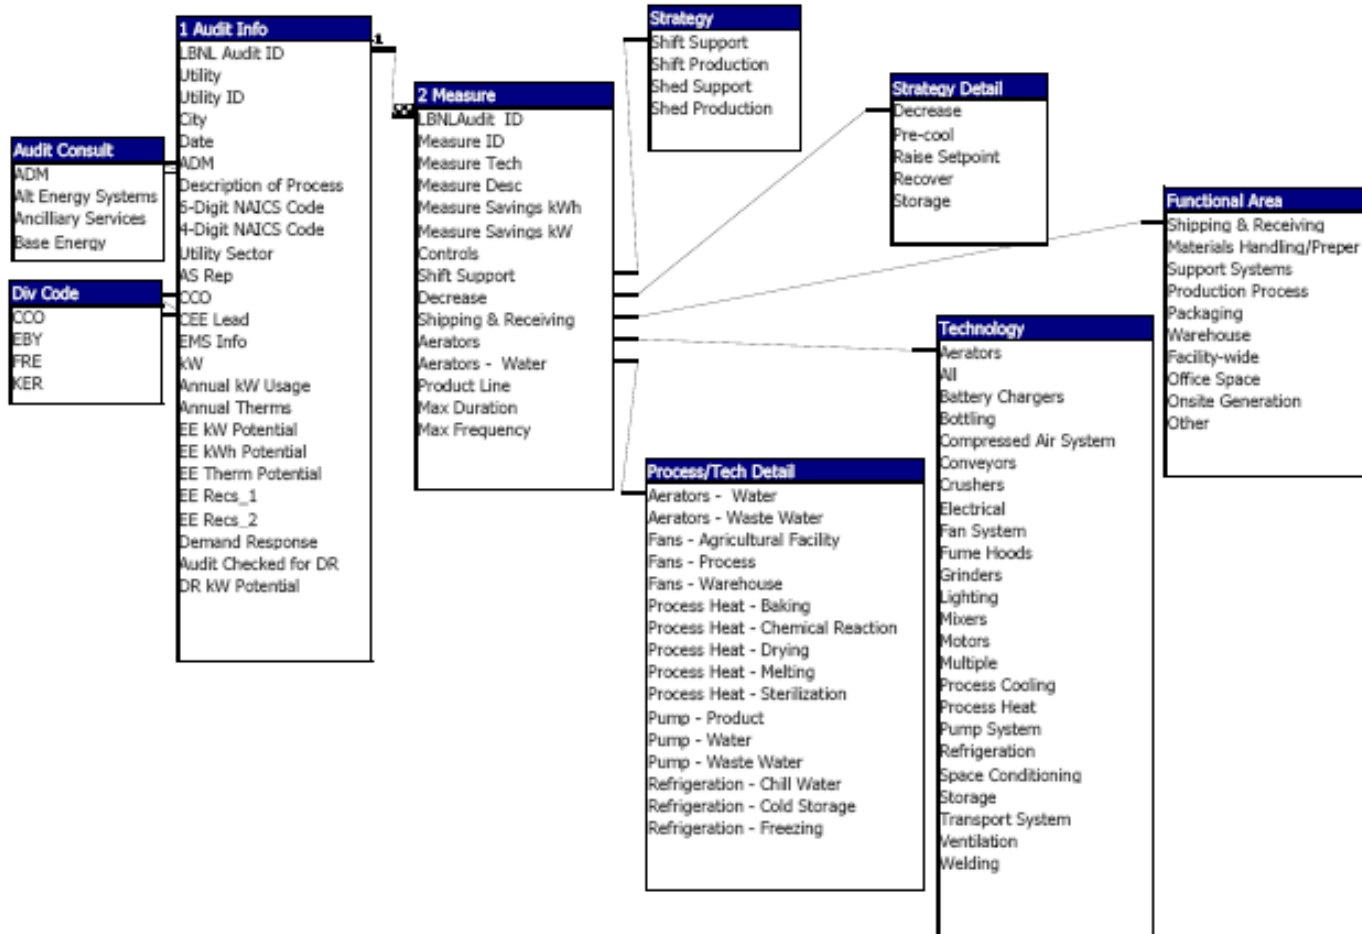 1 Audit Info
LBNL Audit ID
Utility
Utility ID
City
Date
ADM
Description of Process
6-Digit NAICS Code
4-Digit NAICS Code
Utility Sector
AS Rep
CCO
CEE Lead
EMS Info
kW
Annual kW Usage
Annual Therms
EE kW Potential
EE kWh Potential
EE Therm Potential
EE Recs_1
EE Recs_2
Demand Response
Audit Checked for DR
DR kW Potential
1
Audit Consult
ADM
Alt Energy Systems
Ancilliary Services
Base Energy
Div Code
CCO
EBY
FRE
KER
2 Measure
LBNLAudit ID
Measure ID
Measure Tech
Measure Desc
Measure Savings kWh
Measure Savings kW
Controls
Shift Support
Decrease
Shipping & Receiving
Aerators
Aerators - Water
Product Line
Max Duration
Max Frequency
Strategy
Shift Support
Shift Production
Shed Support
Shed Production
Strategy Detail
Decrease
Pre-cool
Raise Setpoint
Recover
Storage
Functional Area
Shipping & Receiving
Materials Handling/Preper
Support Systems
Production Process
Packaging
Warehouse
Facility-wide
Office Space
Onsite Generation
Other
Process/Tech Detail
Aerators - Water
Aerators - Waste Water
Fans - Agricultural Facility
Fans - Process
Fans - Warehouse
Process Heat - Baking
Process Heat - Chemical Reaction
Process Heat - Drying
Process Heat - Melting
Process Heat - Sterilization
Pump - Product
Pump - Water
Pump - Waste Water
Refrigeration - Chill Water
Refrigeration - Cold Storage
Refrigeration - Freezing
Technology
Aerators
All
Battery Chargers
Bottling
Compressed Air System
Conveyors
Crushers
Electrical
Fan System
Fume Hoods
Grinders
Lighting
Mixers
Motors
Multiple
Process Cooling
Process Heat
Pump System
Refrigeration
Space Conditioning
Storage
Transport System
Ventilation
Welding